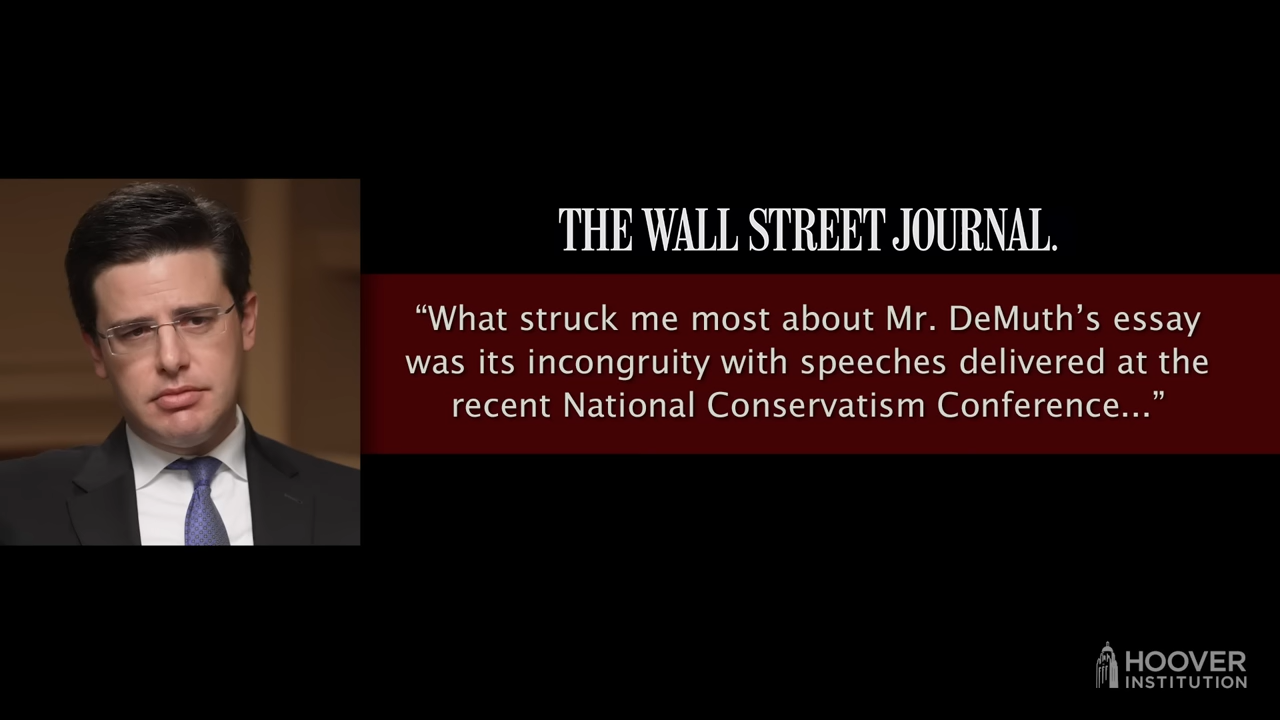 THE WALL STREET JOURNAL.
“What struck me most about Mr. DeMuth’s essay
was its incongruity with speeches delivered at the
recent National Conservatism Conference...”
HOOVER
INSTITUTION